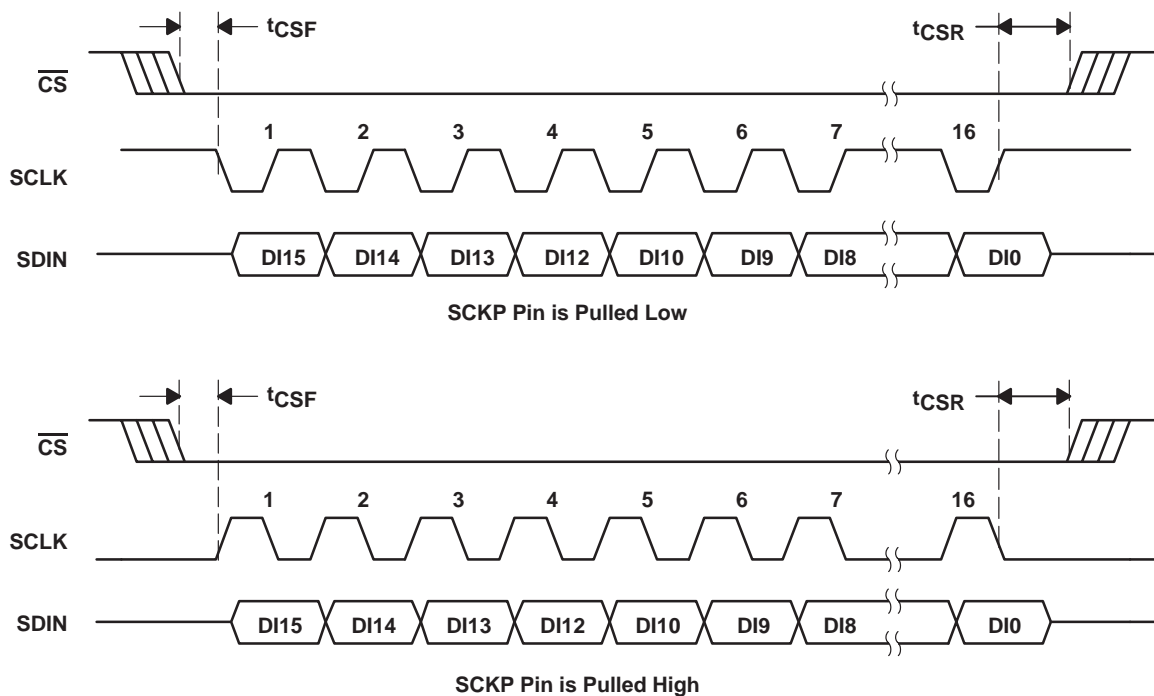 tCSF
tCSR
CS
1 2 3 4 5 6 7 16
SCLK
SDIN
DI15 DI14 DI13 DI12 DI10 DI9 DI8 DI0
SCKP Pin is Pulled Low
tCSF
tCSR
CS
1 2 3 4 5 6 7 16
SCLK
SDIN
DI15 DI14 DI13 DI12 DI10 DI9 DI8 DI0
SCKP Pin is Pulled High